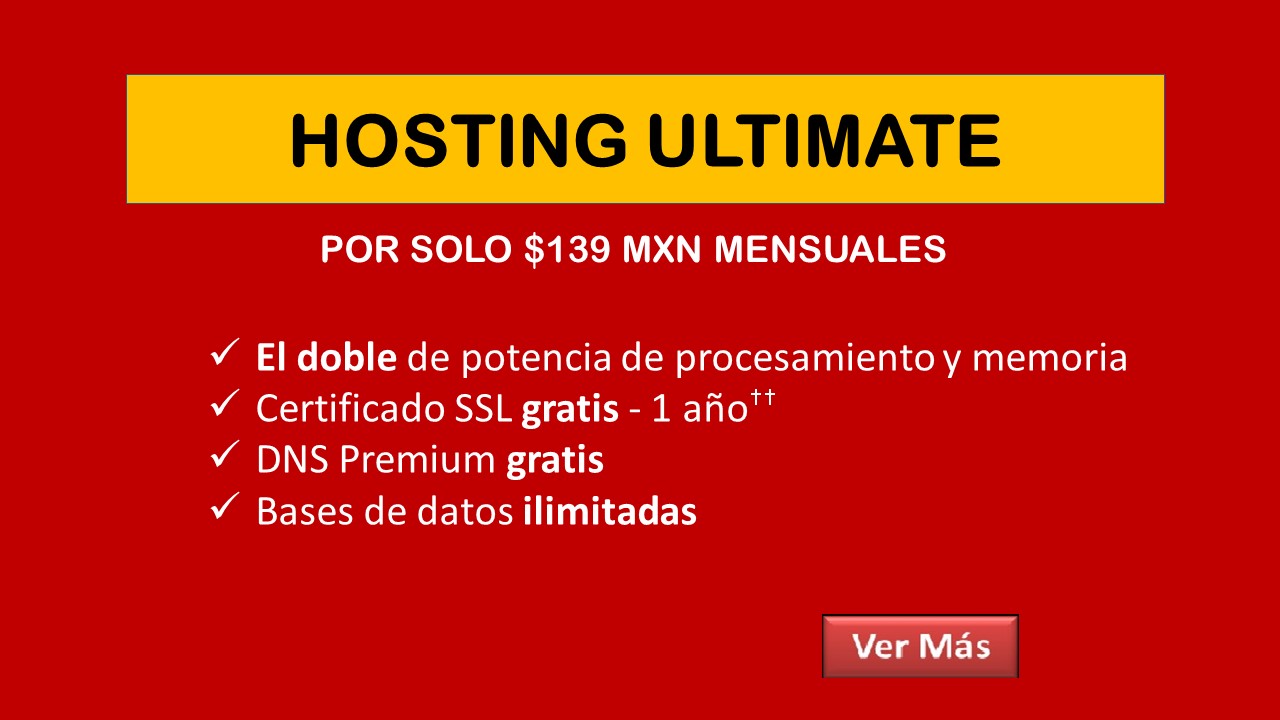 HOSTING ULTIMATE
POR SOLO $139 MXN MENSUALES
✓ El doble de potencia de procesamiento y memoria
✓ Certificado SSL gratis - 1 año††
✓ DNS Premium gratis
✓ Bases de datos ilimitadas
Ver Más